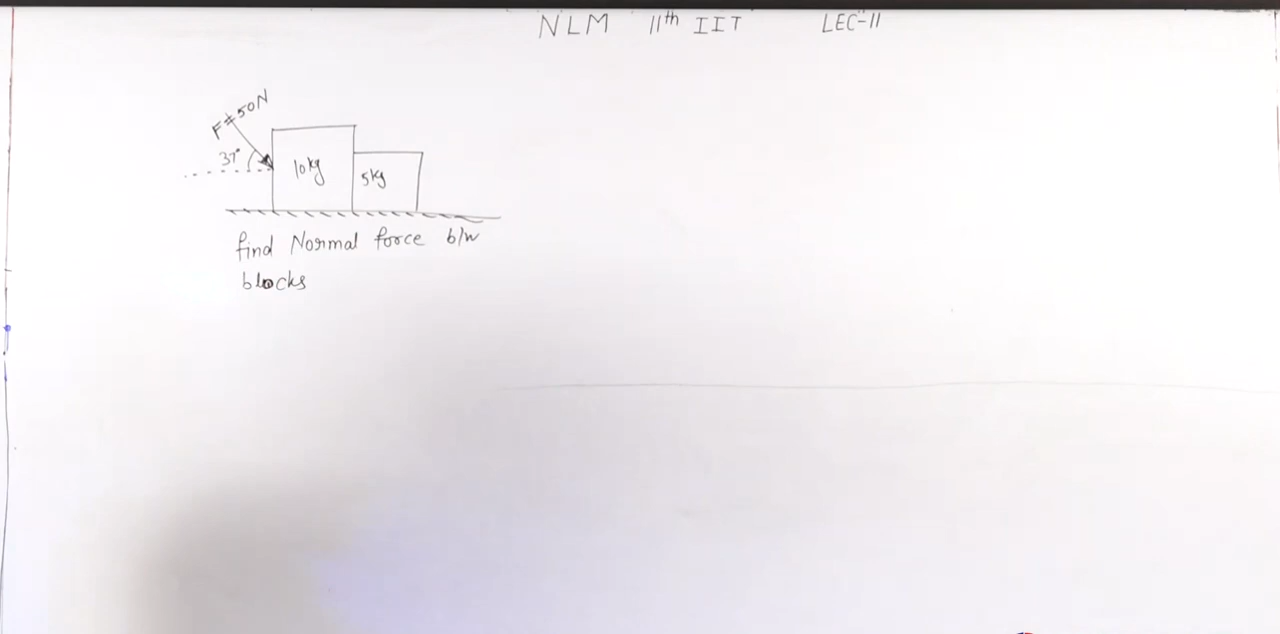 NLM 11th IIT LEC-11
F=50N
37°
10kg
5kg
find Normal force b/w
blocks